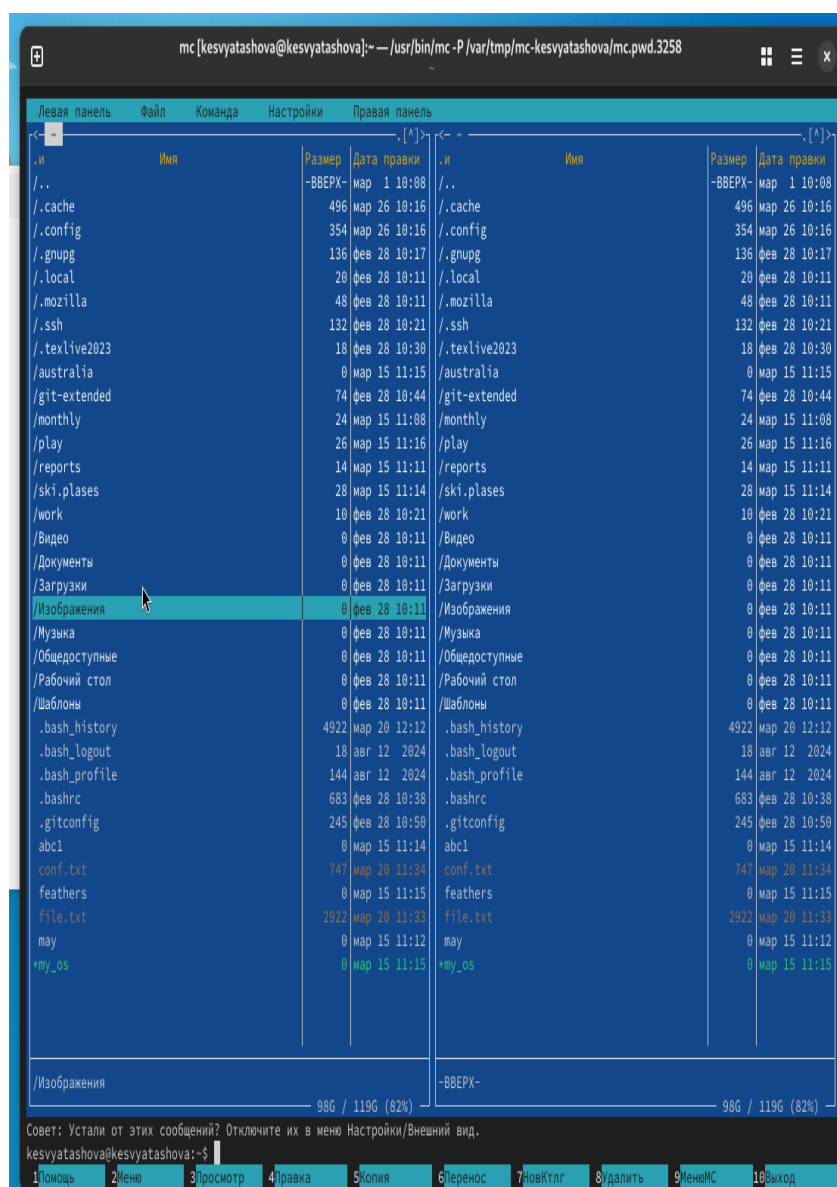 mc [kesvyatashova@kesvyatashova]:~ — /usr/bin/mc -P /var/tmp/mc-kesvyatashova/mc.pwd.3258
~
Левая панель Файл Команда Настройки Правая панель
<- ~ .[^]> <- ~ .[^]>
.и Имя Размер Дата правки .и Имя Размер Дата правки
/.. -ВВЕРХ- мар 1 10:08 /.. -ВВЕРХ- мар 1 10:08
/.cache 496 мар 26 10:16 /.cache 496 мар 26 10:16
/.config 354 мар 26 10:16 /.config 354 мар 26 10:16
/.gnupg 136 фев 28 10:17 /.gnupg 136 фев 28 10:17
/.local 20 фев 28 10:11 /.local 20 фев 28 10:11
/.mozilla 48 фев 28 10:11 /.mozilla 48 фев 28 10:11
/.ssh 132 фев 28 10:21 /.ssh 132 фев 28 10:21
/.texlive2023 18 фев 28 10:30 /.texlive2023 18 фев 28 10:30
/australia 0 мар 15 11:15 /australia 0 мар 15 11:15
/git-extended 74 фев 28 10:44 /git-extended 74 фев 28 10:44
/monthly 24 мар 15 11:08 /monthly 24 мар 15 11:08
/play 26 мар 15 11:16 /play 26 мар 15 11:16
/reports 14 мар 15 11:11 /reports 14 мар 15 11:11
/ski.plases 28 мар 15 11:14 /ski.plases 28 мар 15 11:14
/work 10 фев 28 10:21 /work 10 фев 28 10:21
/Видео 0 фев 28 10:11 /Видео 0 фев 28 10:11
/Документы 0 фев 28 10:11 /Документы 0 фев 28 10:11
/Загрузки 0 фев 28 10:11 /Загрузки 0 фев 28 10:11
/Изображения 0 фев 28 10:11 /Изображения 0 фев 28 10:11
/Музыка 0 фев 28 10:11 /Музыка 0 фев 28 10:11
/Общедоступные 0 фев 28 10:11 /Общедоступные 0 фев 28 10:11
/Рабочий стол 0 фев 28 10:11 /Рабочий стол 0 фев 28 10:11
/Шаблоны 0 фев 28 10:11 /Шаблоны 0 фев 28 10:11
.bash_history 4922 мар 20 12:12 .bash_history 4922 мар 20 12:12
.bash_logout 18 авг 12 2024 .bash_logout 18 авг 12 2024
.bash_profile 144 авг 12 2024 .bash_profile 144 авг 12 2024
.bashrc 683 фев 28 10:38 .bashrc 683 фев 28 10:38
.gitconfig 245 фев 28 10:50 .gitconfig 245 фев 28 10:50
abc1 0 мар 15 11:14 abc1 0 мар 15 11:14
conf.txt 747 мар 20 11:34 conf.txt 747 мар 20 11:34
feathers 0 мар 15 11:15 feathers 0 мар 15 11:15
file.txt 2922 мар 20 11:33 file.txt 2922 мар 20 11:33
may 0 мар 15 11:12 may 0 мар 15 11:12
*my_os 0 мар 15 11:15 *my_os 0 мар 15 11:15
/Изображения -ВВЕРХ-
98G / 119G (82%) 98G / 119G (82%)
Совет: Устали от этих сообщений? Отключите их в меню Настройки/Внешний вид.
kesvyatashova@kesvyatashova:~$
1Помощь 2Меню 3Просмотр 4Правка 5Копия 6Перенос 7НовКтлг 8Удалить 9МенюMC 10Выход